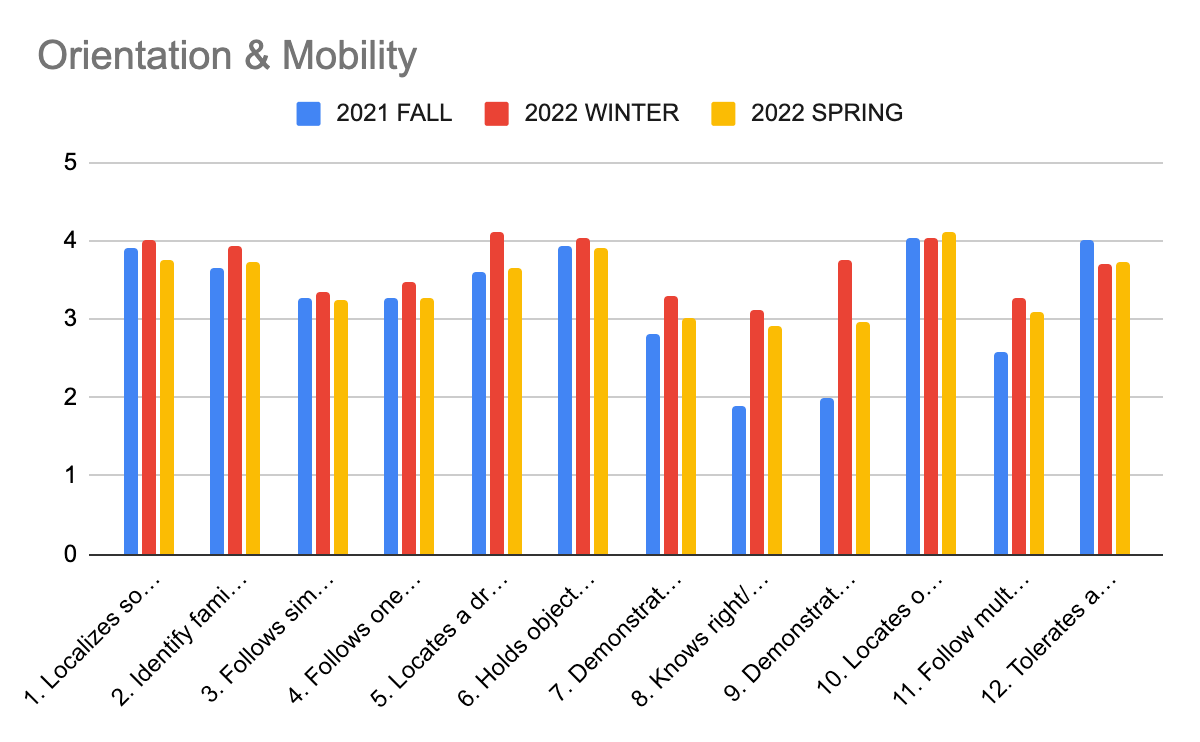 Orientation & Mobility
2021 FALL 2022 WINTER 2022 SPRING
5
4
3
2
1
0
1. Localizes so…
2. Identify fami…
3. Follows sim…
4. Follows one…
5. Locates a dr…
6. Holds object…
7. Demonstrat…
8. Knows right/…
9. Demonstrat…
10. Locates o…
11. Follow mult…
12. Tolerates a…